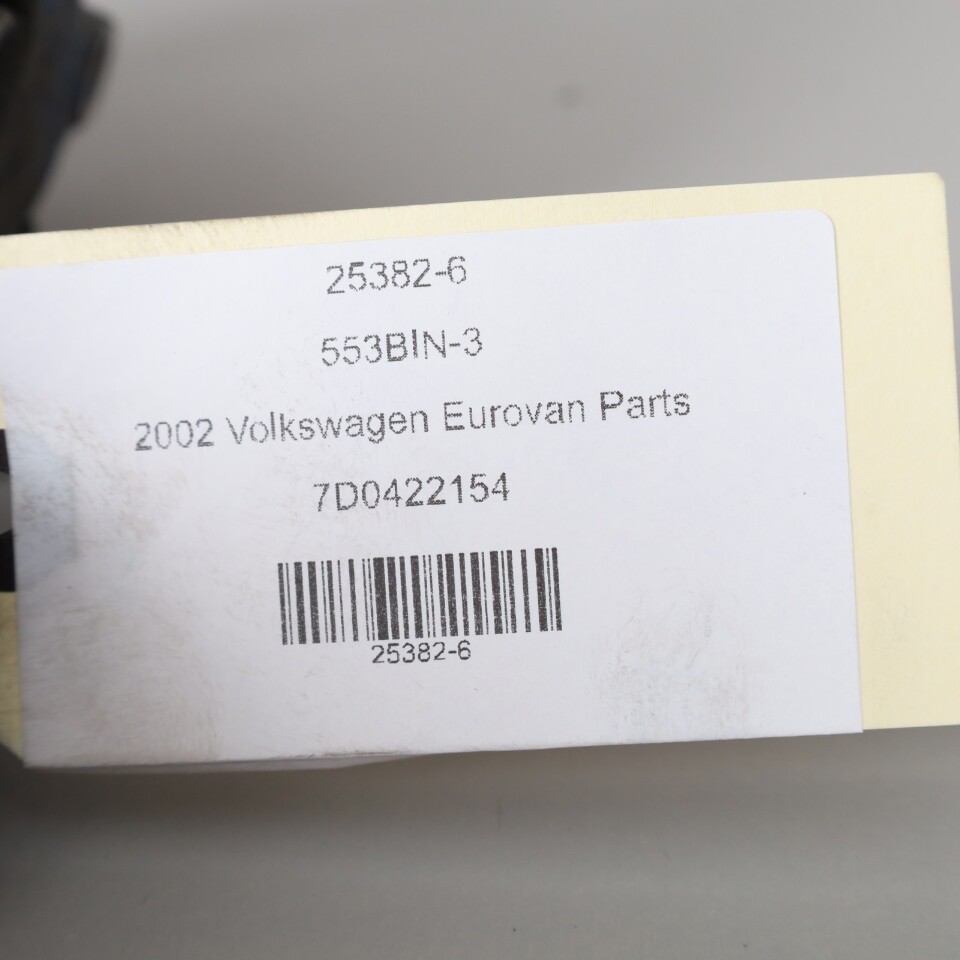 25382-6
553BIN-3
2002 Volkswagen Eurovan Parts
7D0422154
25382-6